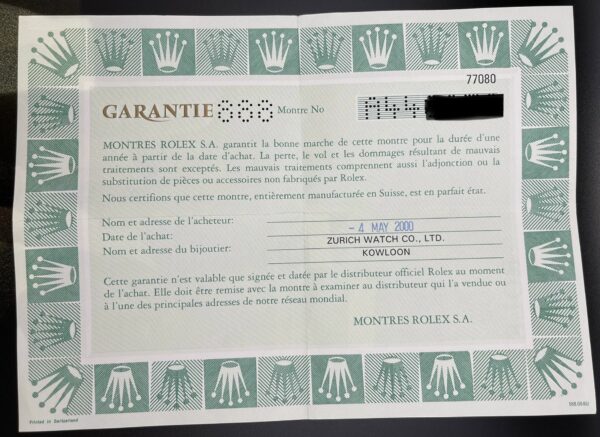 77080
GARANTIE 888 Montre No A44
MONTRES ROLEX S.A. garantit la bonne marche de cette montre pour la durée d'une
année à partir de la date d'achat. La perte, le vol et les dommages résultant de mauvais
traitements sont exceptés. Les mauvais traitements comprennent aussi l'adjonction ou la
substitution de pièces ou accessoires non fabriqués par Rolex.
Nous certifions que cette montre, entièrement manufacturée en Suisse, est en parfait état.
Nom et adresse de l'acheteur:
Date de l'achat: - 4 MAY 2000
Nom et adresse du bijoutier: ZURICH WATCH CO., LTD.
KOWLOON
Cette garantie n'est valable que signée et datée par le distributeur officiel Rolex au moment
de l'achat. Elle doit être remise avec la montre à examiner au distributeur qui l'a vendue ou
à l'une des principales adresses de notre réseau mondial.
MONTRES ROLEX S.A.
Printed in Switzerland